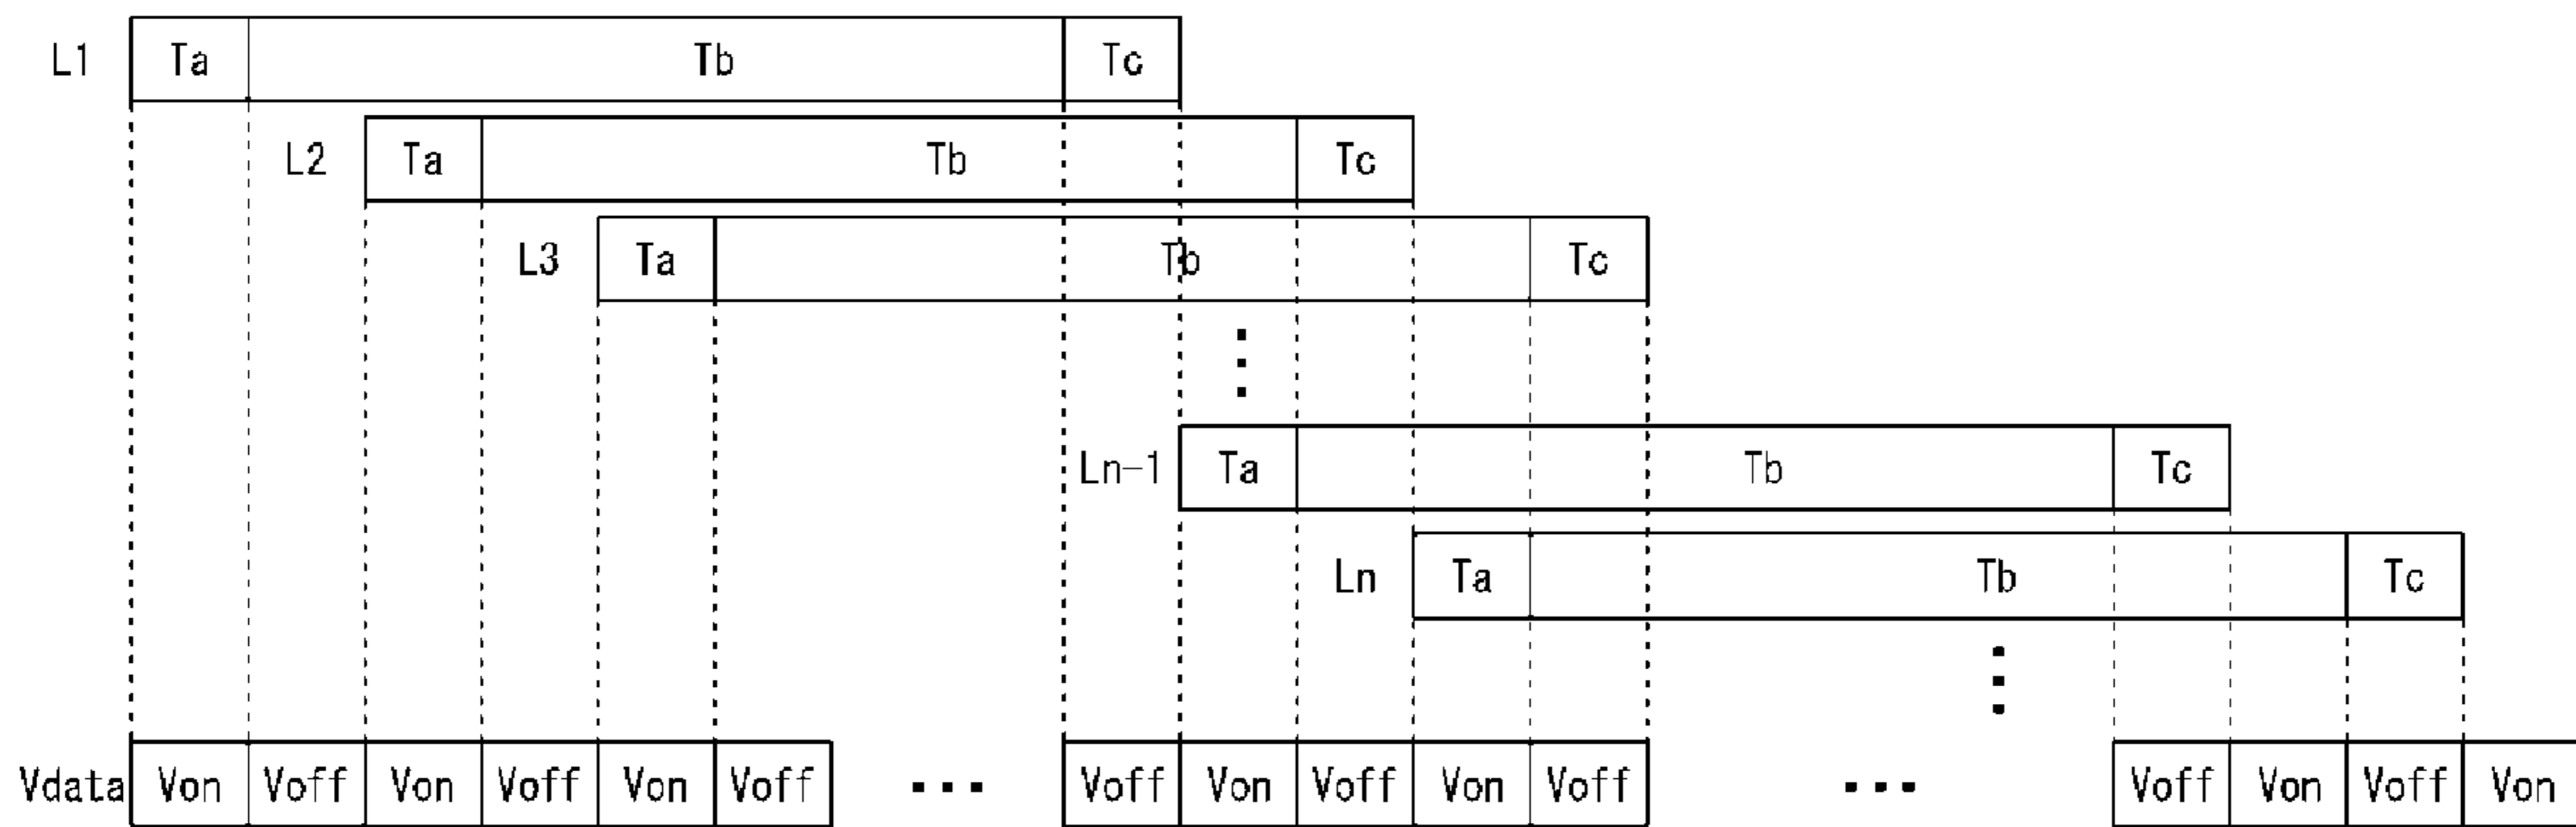 L1 Ta Tb Tc
L2 Ta Tb Tc
L3 Ta Tb Tc
Ln-1 Ta Tb Tc
Ln Ta Tb Tc
Vdata Von Voff Von Voff Von Voff ... Voff Von Voff Von Voff ... Voff Von Voff Von